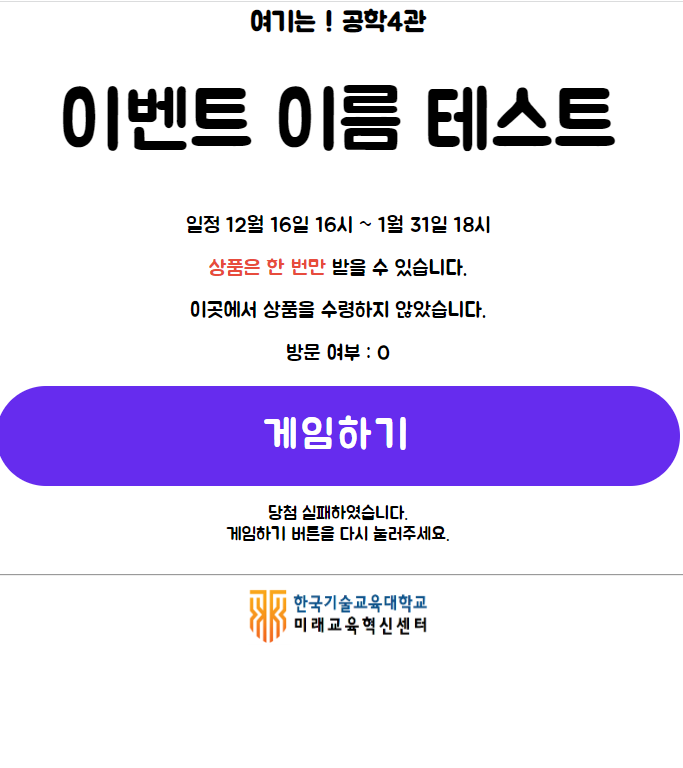 여기는 ! 공학4관
이벤트 이름 테스트
일정 12월 16일 16시 ~ 1월 31일 18시
상품은 한 번만 받을 수 있습니다.
이곳에서 상품을 수령하지 않았습니다.
방문 여부 : O
게임하기
당첨 실패하였습니다.
게임하기 버튼을 다시 눌러주세요.
한국기술교육대학교
미래교육혁신센터